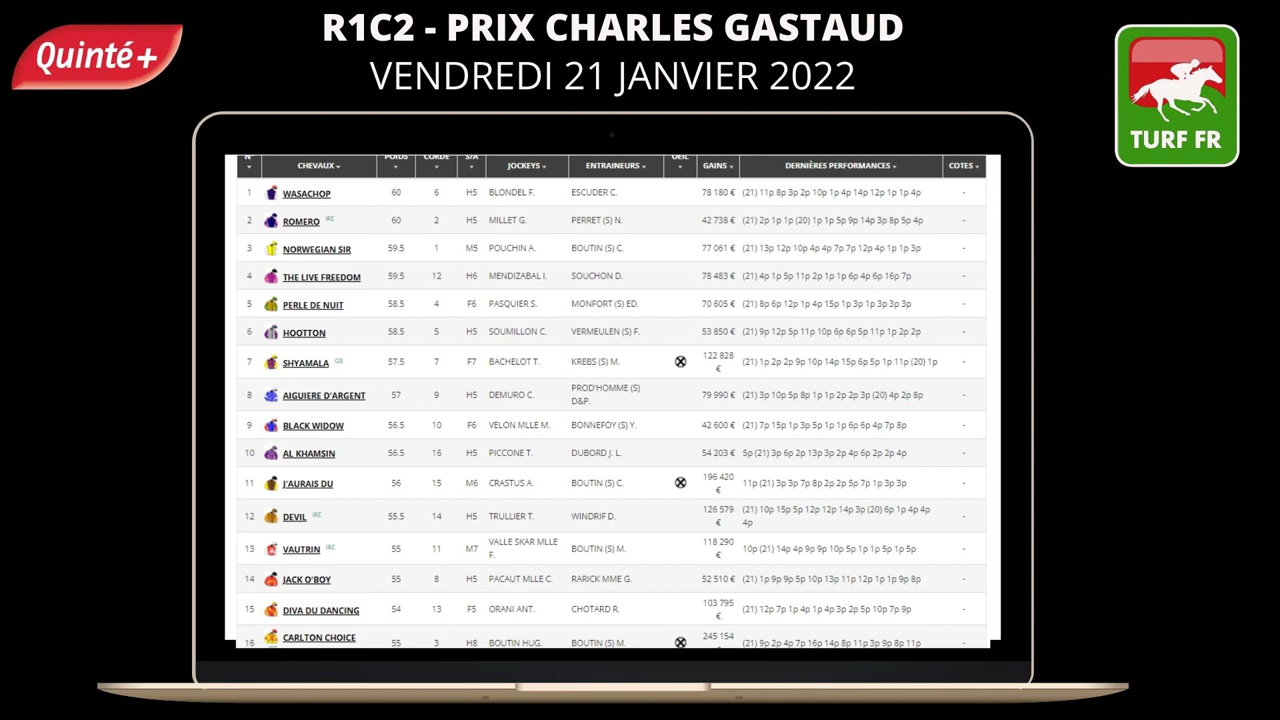 Quinté+
R1C2 - PRIX CHARLES GASTAUD
VENDREDI 21 JANVIER 2022
TURF FR
N° CHEVAUX POIDS CORDE S/A JOCKEYS ENTRAINEURS OEIL GAINS DERNIÈRES PERFORMANCES COTES
1 WASACHOP 60 6 H5 BLONDEL F. ESCUDER C. 78 180 € (21) 11p 8p 3p 2p 10p 1p 4p 14p 12p 1p 1p 4p -
2 ROMERO IRE 60 2 H5 MILLET G. PERRET (S) N. 42 738 € (21) 2p 1p 1p (20) 1p 1p 5p 9p 14p 3p 8p 5p 4p -
3 NORWEGIAN SIR 59.5 1 M5 POUCHIN A. BOUTIN (S) C. 77 061 € (21) 13p 12p 10p 4p 4p 7p 7p 12p 4p 1p 1p 3p -
4 THE LIVE FREEDOM 59.5 12 H6 MENDIZABAL I. SOUCHON D. 78 483 € (21) 4p 1p 5p 11p 2p 1p 1p 6p 4p 6p 16p 7p -
5 PERLE DE NUIT 58.5 4 F6 PASQUIER S. MONFORT (S) ED. 70 605 € (21) 8p 6p 12p 1p 4p 15p 1p 3p 1p 3p 3p 3p -
6 HOOTTON 58.5 5 H5 SOUMILLON C. VERMEULEN (S) F. 53 850 € (21) 9p 12p 5p 11p 10p 6p 6p 5p 11p 1p 2p 2p -
7 SHYAMALA GB 57.5 7 F7 BACHELOT T. KREBS (S) M. 122 828 € (21) 1p 2p 2p 9p 10p 14p 15p 6p 5p 1p 11p (20) 1p -
8 AIGUIERE D'ARGENT 57 9 H5 DEMURO C. PROD'HOMME (S) D&P. 79 990 € (21) 3p 10p 5p 8p 1p 1p 2p 2p 3p (20) 4p 2p 8p -
9 BLACK WIDOW 56.5 10 F6 VELON MLLE M. BONNEFOY (S) Y. 42 600 € (21) 7p 15p 1p 3p 5p 1p 1p 6p 6p 4p 7p 8p -
10 AL KHAMSIN 56.5 16 H5 PICCONE T. DUBORD J. L. 54 203 € 5p (21) 3p 6p 2p 13p 3p 2p 4p 6p 2p 2p 4p -
11 J'AURAIS DU 56 15 M6 CRASTUS A. BOUTIN (S) C. 196 420 € 11p (21) 3p 3p 7p 8p 2p 2p 5p 7p 1p 3p 3p -
12 DEVIL IRE 55.5 14 H5 TRULLIER T. WINDRIF D. 126 579 € (21) 10p 15p 5p 12p 12p 14p 3p (20) 6p 1p 4p 4p 4p -
13 VAUTRIN IRE 55 11 M7 VALLE SKAR MLLE F. BOUTIN (S) M. 118 290 € 10p (21) 14p 4p 9p 9p 10p 5p 1p 1p 5p 1p 5p -
14 JACK O'BOY 55 8 H5 PACAUT MLLE C. RARICK MME G. 52 510 € (21) 1p 9p 9p 5p 10p 13p 11p 12p 1p 1p 9p 8p -
15 DIVA DU DANCING 54 13 F5 ORANI ANT. CHOTARD R. 103 795 € (21) 12p 7p 1p 4p 1p 4p 3p 2p 5p 10p 7p 9p -
16 CARLTON CHOICE 55 3 H8 BOUTIN HUG. BOUTIN (S) M. 245 154 (21) 9p 2p 4p 14p 16p 14p 8p 11p 3p 9p 8p 11p -